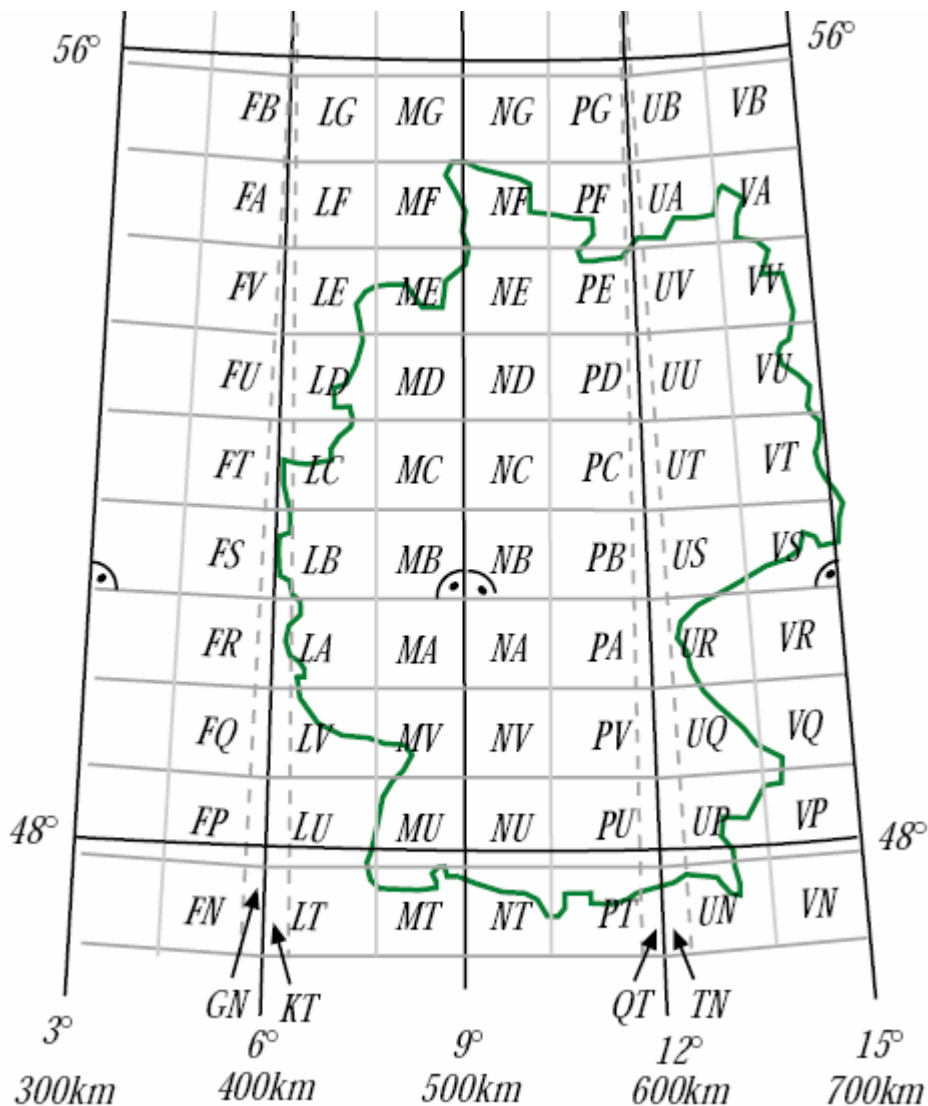 56° 56°
FB LG MG NG PG UB VB
FA LF MF NF PF UA VA
FV LE ME NE PE UV VV
FU LD MD ND PD UU VU
FT LC MC NC PC UT VT
FS LB MB NB PB US VS
FR LA MA NA PA UR VR
FQ LV MV NV PV UQ VQ
48° FP LU MU NU PU UP VP 48°
FN LT MT NT PT UN VN
GN KT QT TN
3° 6° 9° 12° 15°
300km 400km 500km 600km 700km